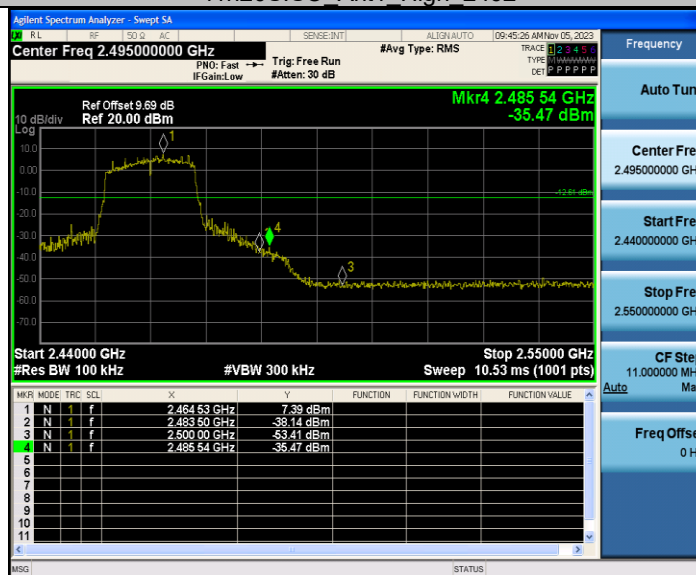 Agilent Spectrum Analyzer - Swept SA
RL RF 50 Ω AC SENSE:INT ALIGN AUTO 09:45:26 AM Nov 05, 2023
Center Freq 2.495000000 GHz #Avg Type: RMS TRACE 1 2 3 4 5 6
PNO: Fast Trig: Free Run TYPE
IFGain:Low #Atten: 30 dB DET P P P P P P
Ref Offset 9.69 dB Mkr4 2.485 54 GHz
10 dB/div Ref 20.00 dBm -35.47 dBm
Log
10.0
0.00
-10.0
-12.61 dBm
-20.0
-30.0
-40.0
-50.0
-60.0
-70.0
1
4
3
Start 2.44000 GHz Stop 2.55000 GHz
#Res BW 100 kHz #VBW 300 kHz Sweep 10.53 ms (1001 pts)
MKR MODE TRC SCL X Y FUNCTION FUNCTION WIDTH FUNCTION VALUE
1 N 1 f 2.464 53 GHz 7.39 dBm
2 N 1 f 2.483 50 GHz -38.14 dBm
3 N 1 f 2.500 00 GHz -53.41 dBm
4 N 1 f 2.485 54 GHz -35.47 dBm
5
6
7
8
9
10
11
MSG STATUS
Frequency
Auto Tun
Center Fre
2.495000000 GH
Start Fre
2.440000000 GH
Stop Fre
2.550000000 GH
CF Ste
11.000000 MH
Auto Ma
Freq Offse
0 H